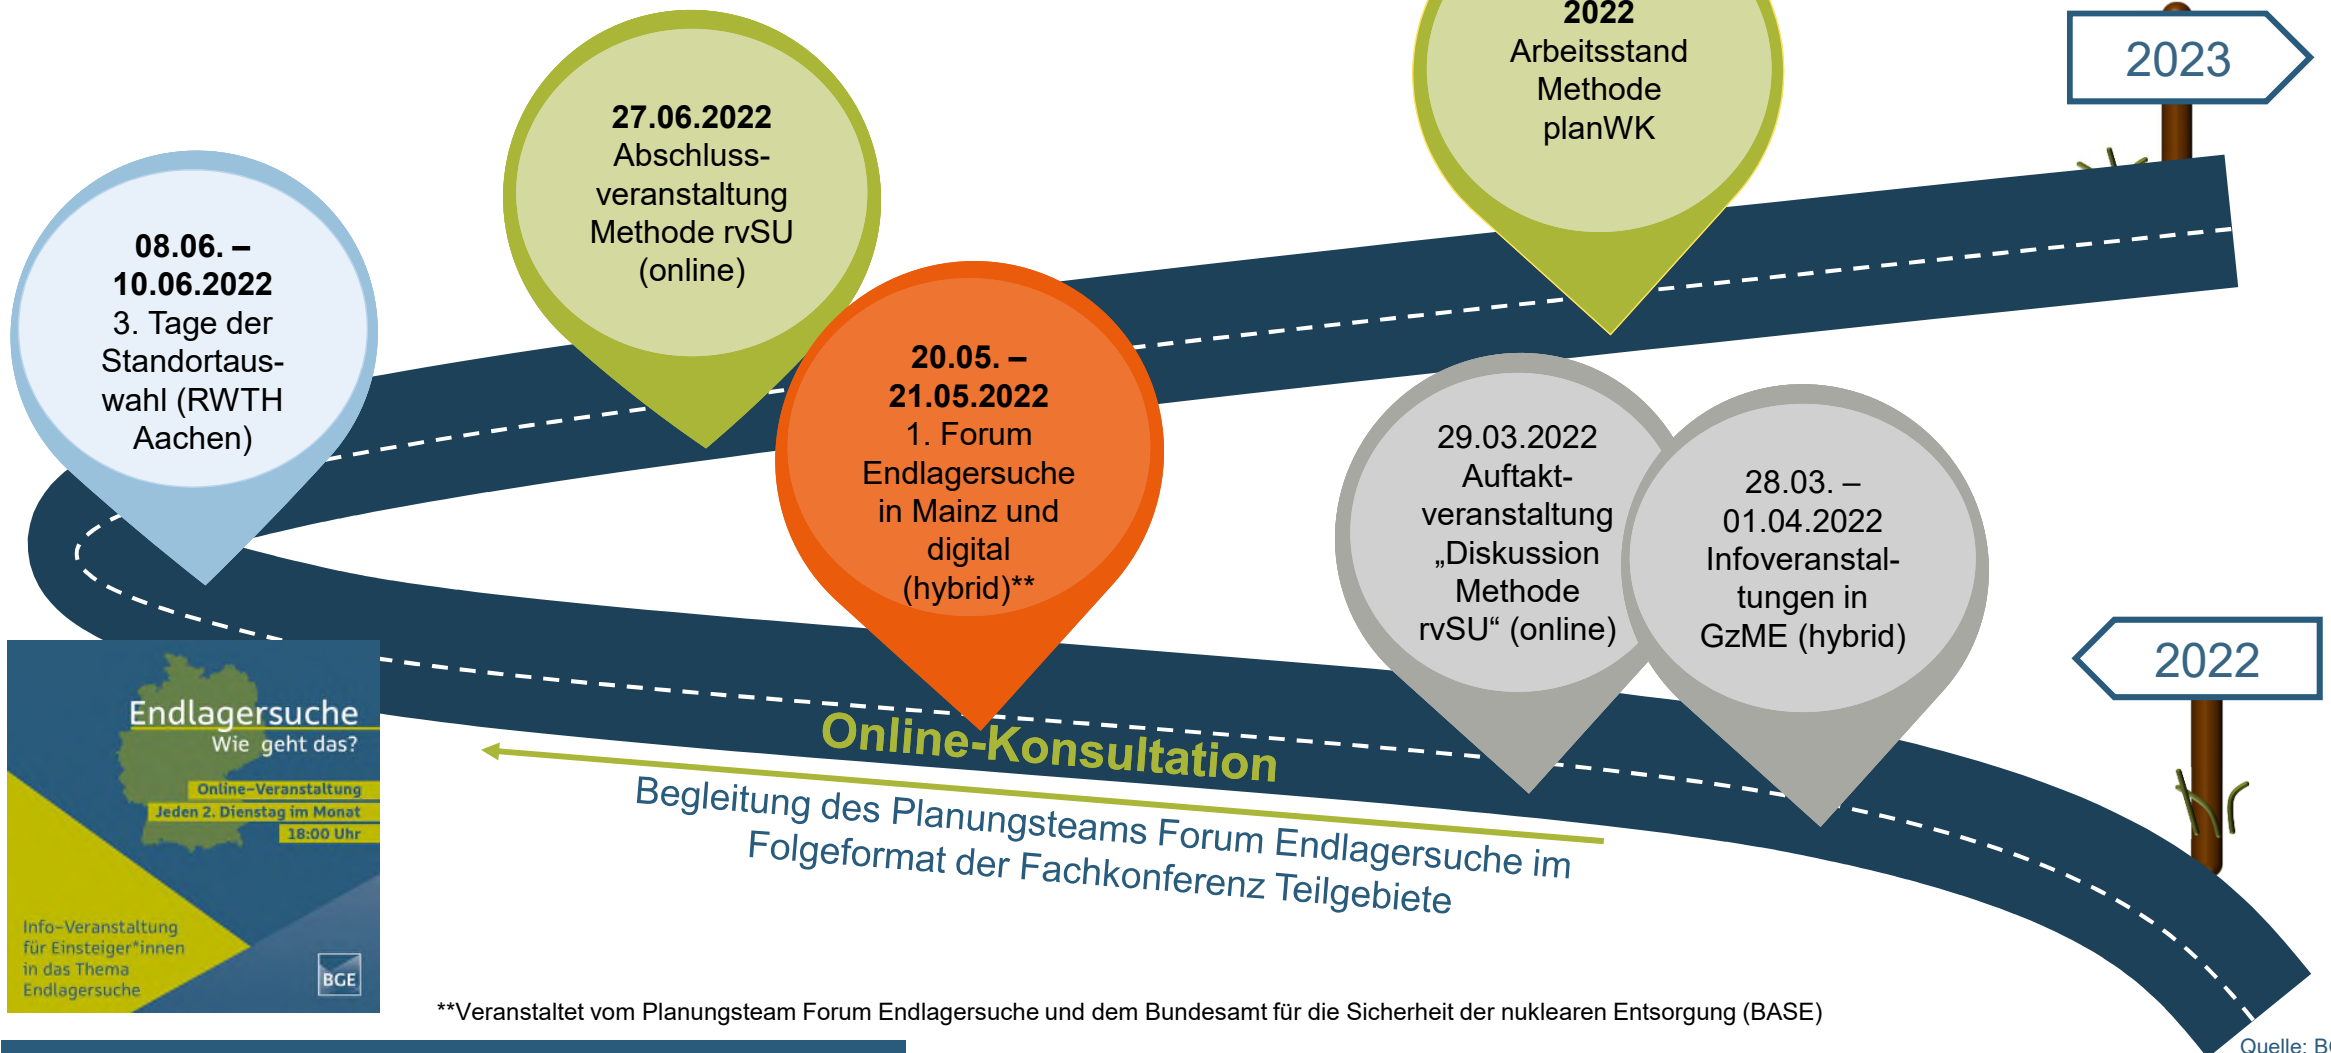 2022
Arbeitsstand
Methode
planWK
2023
27.06.2022
Abschluss-
veranstaltung
Methode rvSU
(online)
08.06. –
10.06.2022
3. Tage der
Standortaus-
wahl (RWTH
Aachen)
20.05. –
21.05.2022
1. Forum
Endlagersuche
in Mainz und
digital
(hybrid)**
29.03.2022
Auftakt-
veranstaltung
„Diskussion
Methode
rvSU“ (online)
28.03. –
01.04.2022
Infoveranstal-
tungen in
GzME (hybrid)
2022
Online-Konsultation
Begleitung des Planungsteams Forum Endlagersuche im
Folgeformat der Fachkonferenz Teilgebiete
Endlagersuche
Wie geht das?
Online-Veranstaltung
Jeden 2. Dienstag im Monat
18:00 Uhr
Info-Veranstaltung
für Einsteiger*innen
in das Thema
Endlagersuche
BGE
**Veranstaltet vom Planungsteam Forum Endlagersuche und dem Bundesamt für die Sicherheit der nuklearen Entsorgung (BASE)
Quelle: